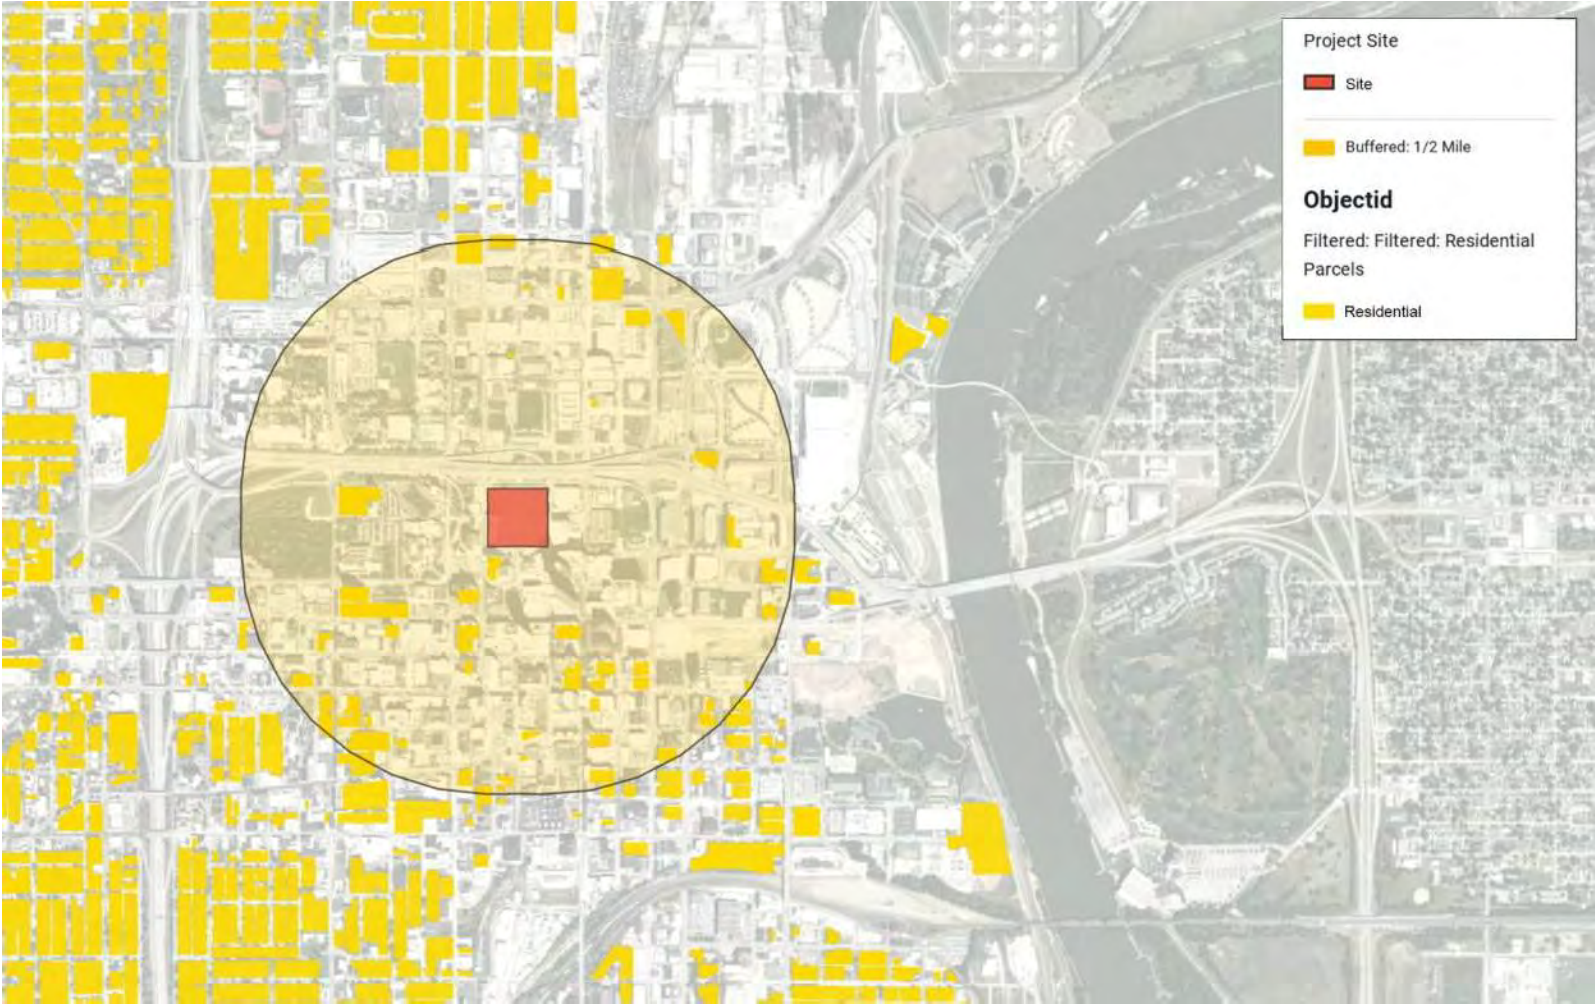 Project Site
Site
Buffered: 1/2 Mile
Objectid
Filtered: Filtered: Residential
Parcels
Residential